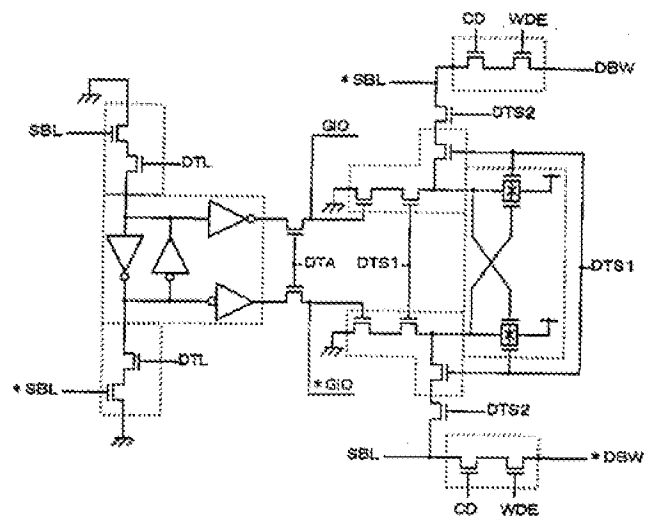 CD WDE
* SBL DBW
DTS2
SBL GIO
DTL
DTA DTS1 DTS1
DTL
* SBL * GIO
DTS2
SBL * DBW
CD WDE